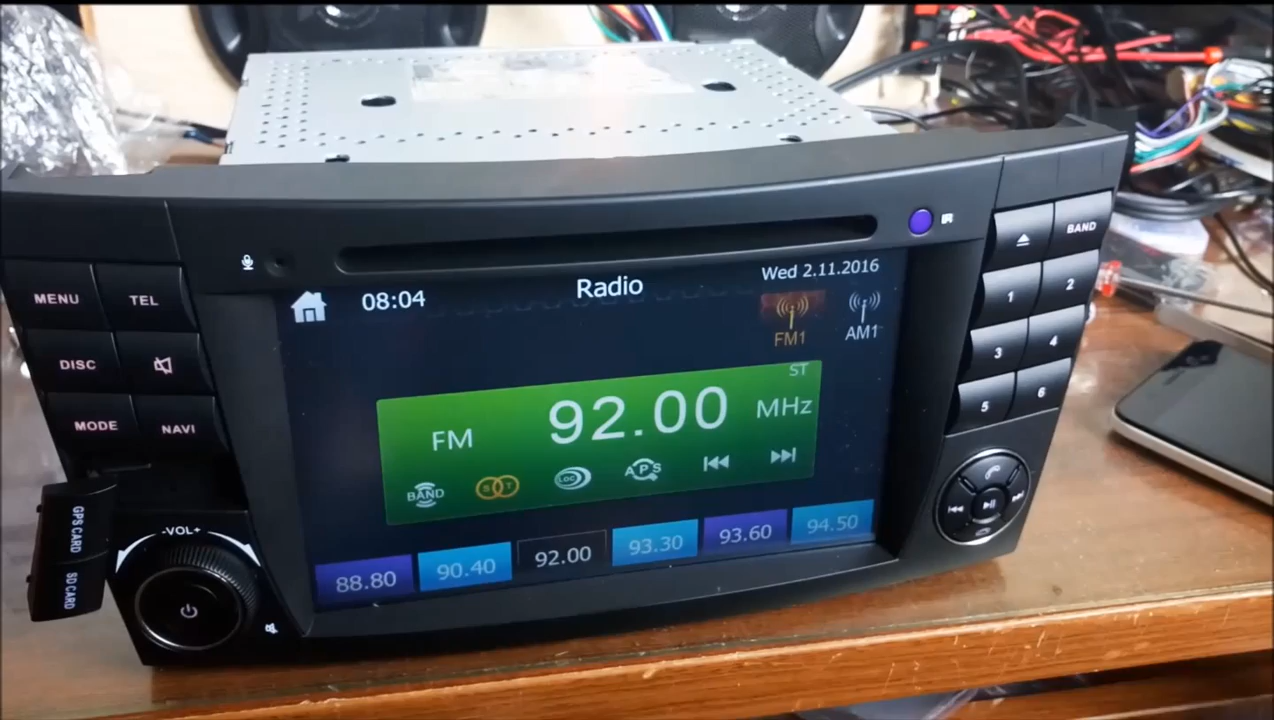 IR
BAND
MENU
TEL
DISC
MODE
NAVI
GPS CARD
SD CARD
-VOL+
08:04
Radio
Wed 2.11.2016
FM1
AM1
ST
FM
92.00
MHz
BAND
ST
LOC
APS
88.80
90.40
92.00
93.30
93.60
94.50
1
2
3
4
5
6